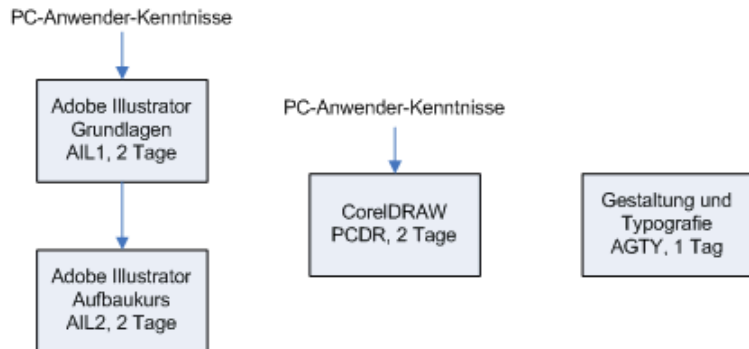 PC-Anwender-Kenntnisse
Adobe Illustrator
Grundlagen
AIL1, 2 Tage
Adobe Illustrator
Aufbaukurs
AIL2, 2 Tage
PC-Anwender-Kenntnisse
CorelDRAW
PCDR, 2 Tage
Gestaltung und
Typografie
AGTY, 1 Tag